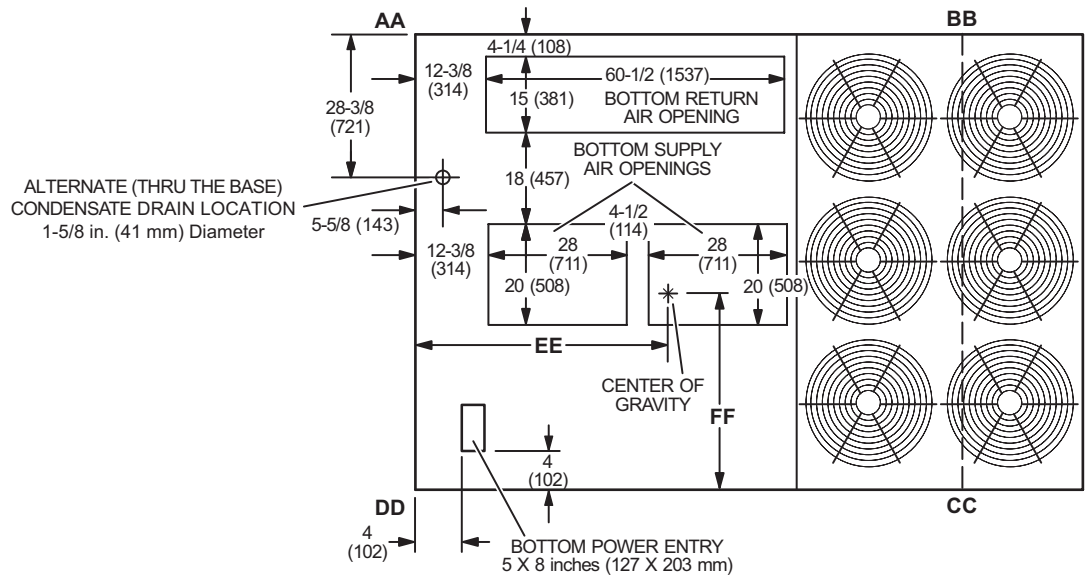 AA
BB
4-1/4 (108)
12-3/8
(314)
60-1/2 (1537)
28-3/8
(721)
15 (381)
BOTTOM RETURN
AIR OPENING
BOTTOM SUPPLY
AIR OPENINGS
18 (457)
ALTERNATE (THRU THE BASE)
CONDENSATE DRAIN LOCATION
1-5/8 in. (41 mm) Diameter
5-5/8 (143)
4-1/2
(114)
12-3/8
(314)
28
(711)
28
(711)
20 (508)
20 (508)
EE
CENTER OF
GRAVITY
FF
4
(102)
DD
CC
4
(102)
BOTTOM POWER ENTRY
5 X 8 inches (127 X 203 mm)